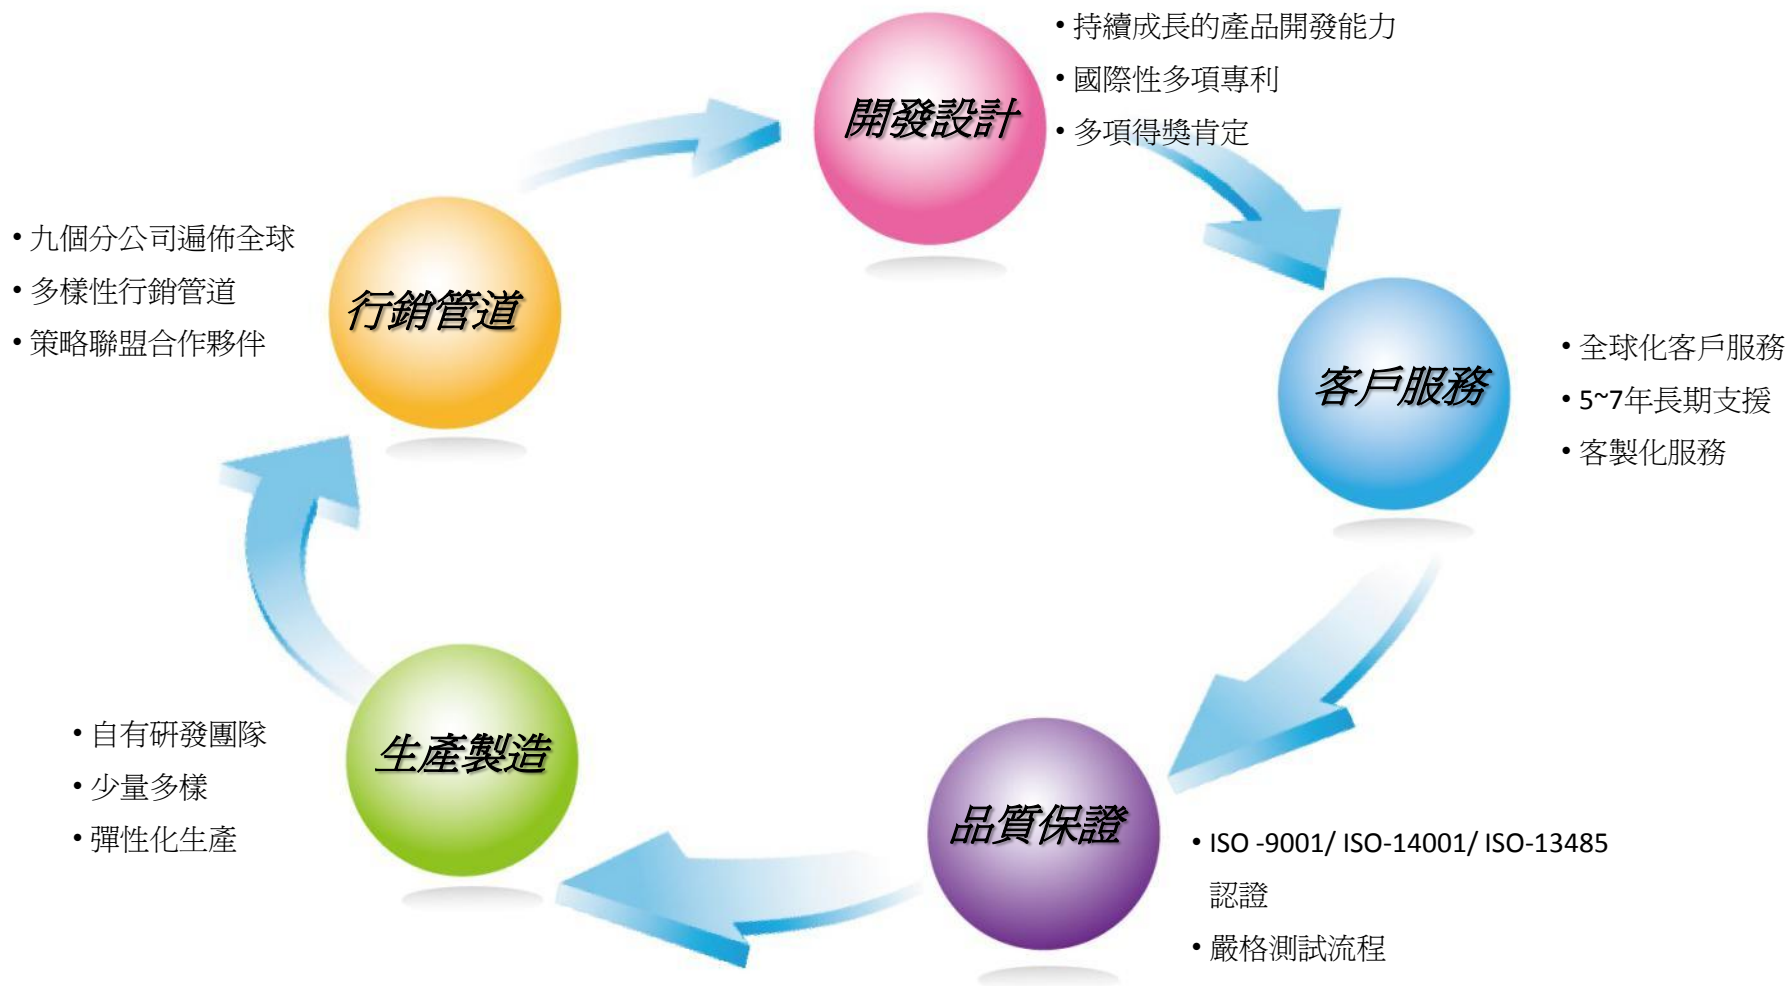 開發設計
• 持續成長的產品開發能力
• 國際性多項專利
• 多項得獎肯定
客戶服務
• 全球化客戶服務
• 5~7年長期支援
• 客製化服務
品質保證
• ISO -9001/ ISO-14001/ ISO-13485
認證
• 嚴格測試流程
生產製造
• 自有研發團隊
• 少量多樣
• 彈性化生產
行銷管道
• 九個分公司遍佈全球
• 多樣性行銷管道
• 策略聯盟合作夥伴